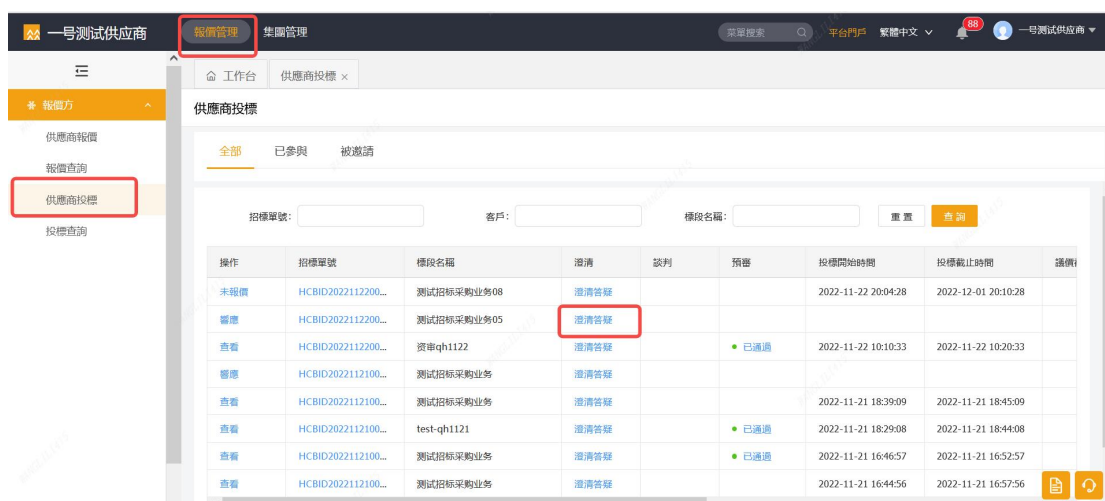 一号测试供应商 報價管理 集團管理 菜單搜索 平台門戶 繁體中文 88 一号测试供应商
工作台 供應商投標 ×
報價方
供應商投標
供應商報價
全部 已參與 被邀請
報價查詢
供應商投標
招標單號: 客戶: 標段名稱: 重置 查詢
投標查詢
操作 招標單號 標段名稱 澄清 談判 預審 投標開始時間 投標截止時間 議價
未報價 HCBID2022112200... 测试招标采购业务08 澄清答疑 2022-11-22 20:04:28 2022-12-01 20:10:28
響應 HCBID2022112200... 测试招标采购业务05 澄清答疑
查看 HCBID2022112200... 资审qh1122 澄清答疑 已通過 2022-11-22 10:10:33 2022-11-22 10:20:33
響應 HCBID2022112100... 测试招标采购业务 澄清答疑
查看 HCBID2022112100... 测试招标采购业务 澄清答疑 2022-11-21 18:39:09 2022-11-21 18:45:09
查看 HCBID2022112100... test-qh1121 澄清答疑 已通過 2022-11-21 18:29:08 2022-11-21 18:44:08
查看 HCBID2022112100... 测试招标采购业务 澄清答疑 已通過 2022-11-21 16:46:57 2022-11-21 16:52:57
查看 HCBID2022112100... 测试招标采购业务 澄清答疑 2022-11-21 16:44:56 2022-11-21 16:57:56